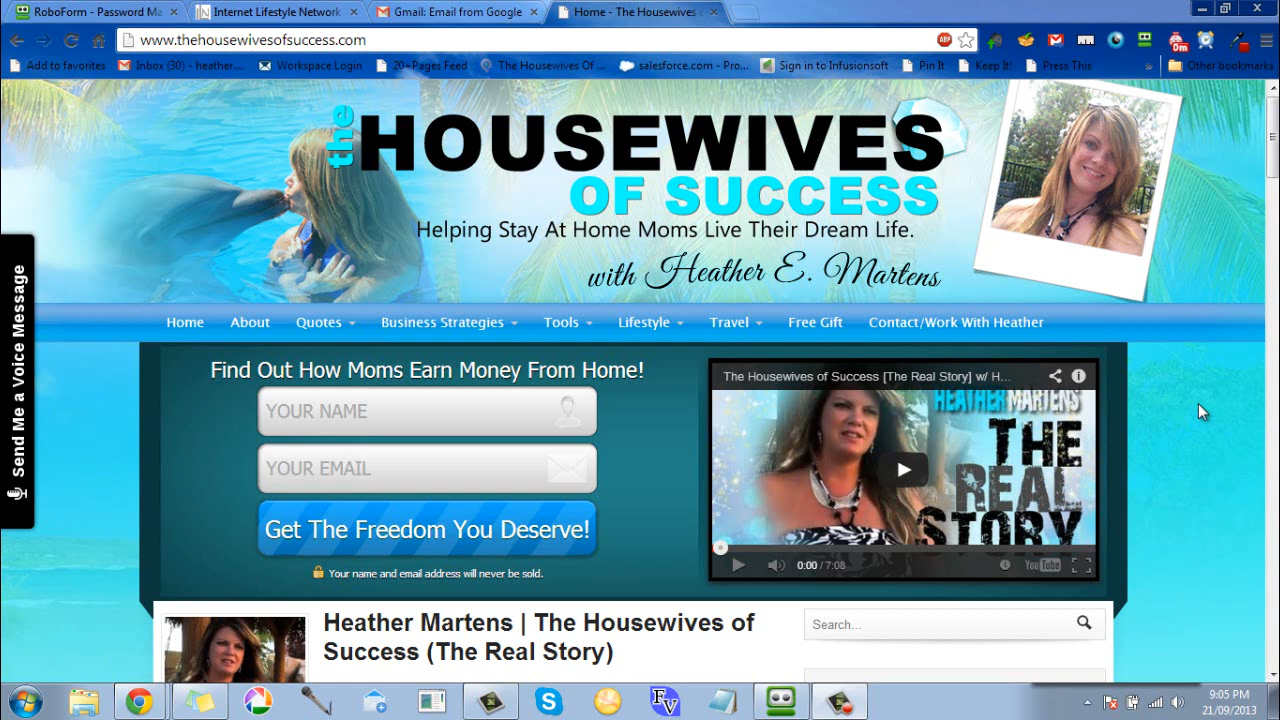 RoboForm - Password Ma
Internet Lifestyle Network
Gmail: Email from Google
Home - The Housewives o
www.thehousewivesofsuccess.com
ABP
0m
Add to favorites
Inbox (30) - heather....
Workspace Login
20+Pages Feed
The Housewives Of ...
salesforce.com - Pro...
Sign in to Infusionsoft
Pin It
Keep It!
Press This
»
Other bookmarks
the
HOUSEWIVES
OF SUCCESS
Helping Stay At Home Moms Live Their Dream Life.
with Heather E. Martens
Send Me a Voice Message
Home
About
Quotes
Business Strategies
Tools
Lifestyle
Travel
Free Gift
Contact/Work With Heather
Find Out How Moms Earn Money From Home!
YOUR NAME
YOUR EMAIL
Get The Freedom You Deserve!
Your name and email address will never be sold.
The Housewives of Success [The Real Story] w/ H...
HEATHER MARTENS
THE
REAL
STORY
0:00 / 7:08
YouTube
Heather Martens | The Housewives of
Success (The Real Story)
Search...
9:05 PM
21/09/2013